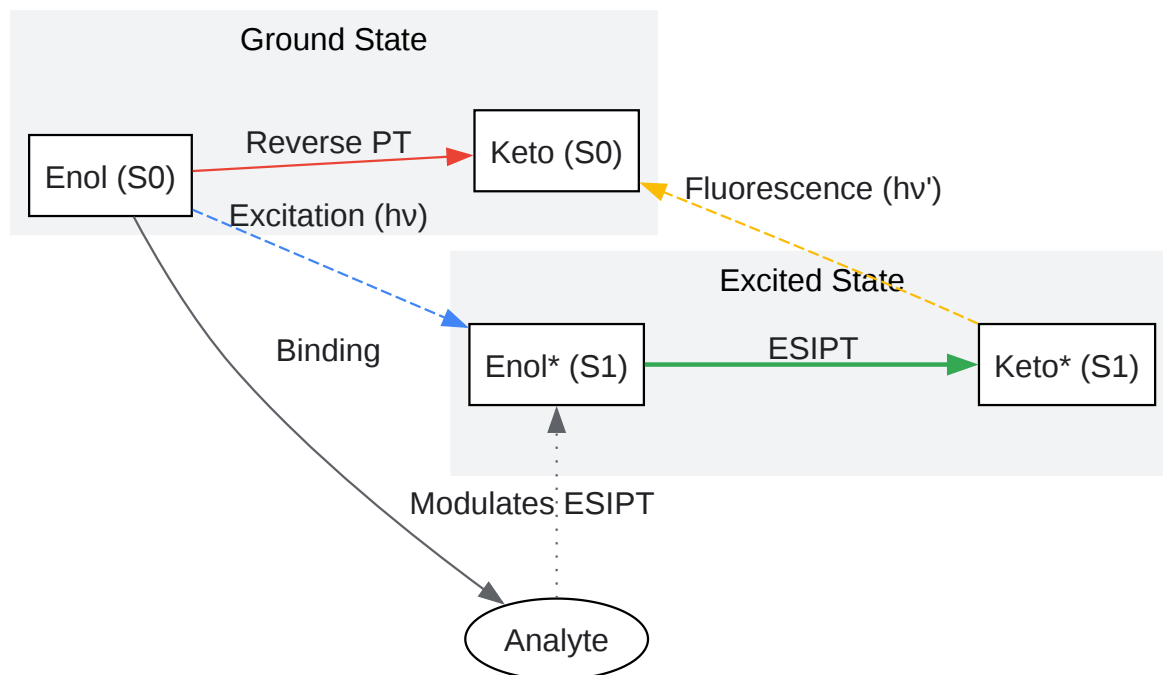 Ground State
Reverse PT
Keto (S0)
Enol (S0)
Fluorescence (hν')
Excitation (hν)
Excited State
Binding
ESIPT
Enol* (S1)
Keto* (S1)
Modulates ESIPT
Analyte